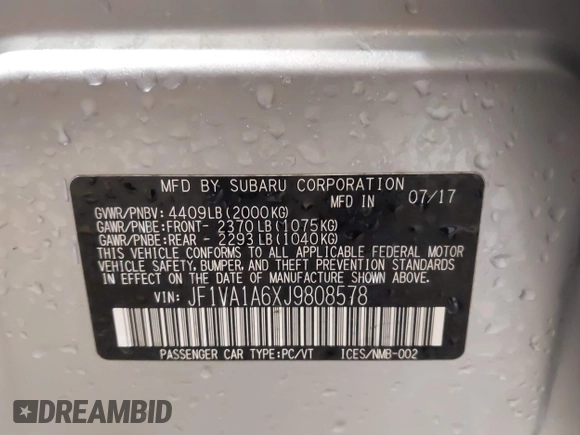 MFD BY SUBARU CORPORATION
MFD IN 07/17
GVWR/PNBV: 4409LB(2000KG)
GAWR/PNBE:FRONT- 2370LB(1075KG)
GAWR/PNBE:REAR - 2293LB(1040KG)
THIS VEHICLE CONFORMS TO ALL APPLICABLE FEDERAL MOTOR
VEHICLE SAFETY, BUMPER, AND THEFT PREVENTION STANDARDS
IN EFFECT ON THE DATE OF MANUFACTURE SHOWN ABOVE.
VIN: JF1VA1A6XJ9808578
PASSENGER CAR TYPE:PC/VT ICES/NMB-002
DREAMBID